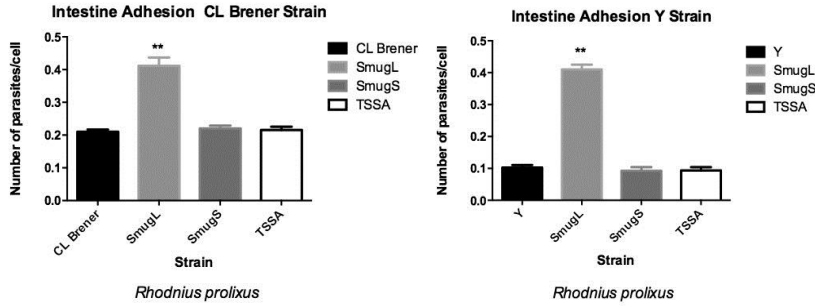 Intestine Adhesion CL Brener Strain
Number of parasites/cell
0.5
0.4
0.3
0.2
0.1
0.0
**
CL Brener
SmugL
SmugS
TSSA
CL Brener
SmugL
SmugS
TSSA
Strain
Rhodnius prolixus
Intestine Adhesion Y Strain
Number of parasites/cell
0.5
0.4
0.3
0.2
0.1
0.0
**
Y
SmugL
SmugS
TSSA
Y
SmugL
SmugS
TSSA
Strain
Rhodnius prolixus